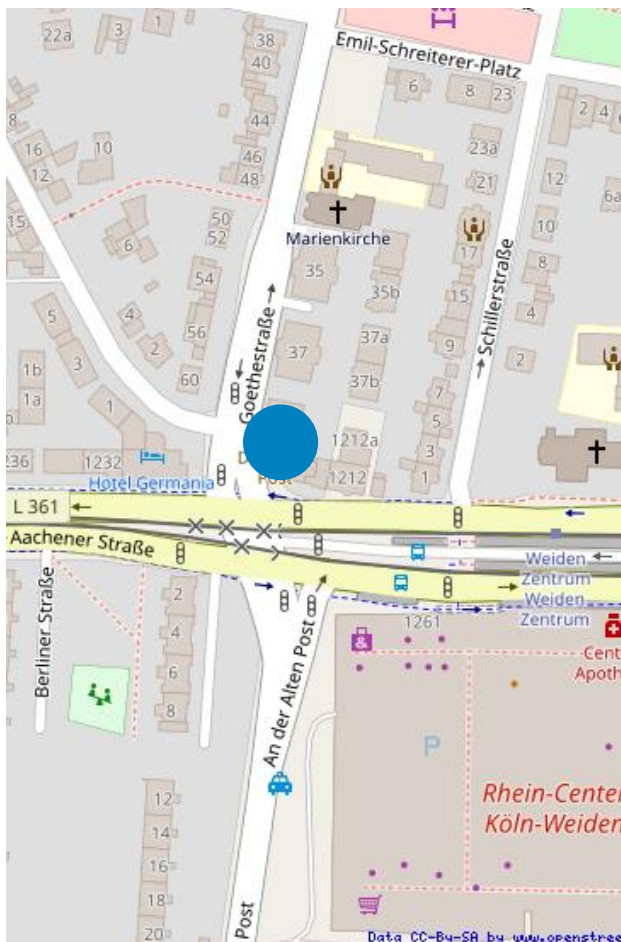 22a
3
1
38
40
Emil-Schreiterer-Platz
6
8
23
2
4
44
8
16
10
12
46
48
23a
21
12
6a
15
50
52
Marienkirche
17
10
6
54
35
35b
15
8
5
4
56
Goethestraße
37
37a
9
Schillerstraße
4
2
3
2
60
37b
7
1b
1a
1
5
1212a
3
236
1232
Hotel Germania
Post
1212
1
L 361
Aachener Straße
Weiden
Zentrum
Weiden
Zentrum
Berliner Straße
2
4
6
8
An der Alten Post
1261
P
Rhein-Center
Köln-Weiden
12
14
16
18
20
Post
Data CC-By-SA by www.openstree